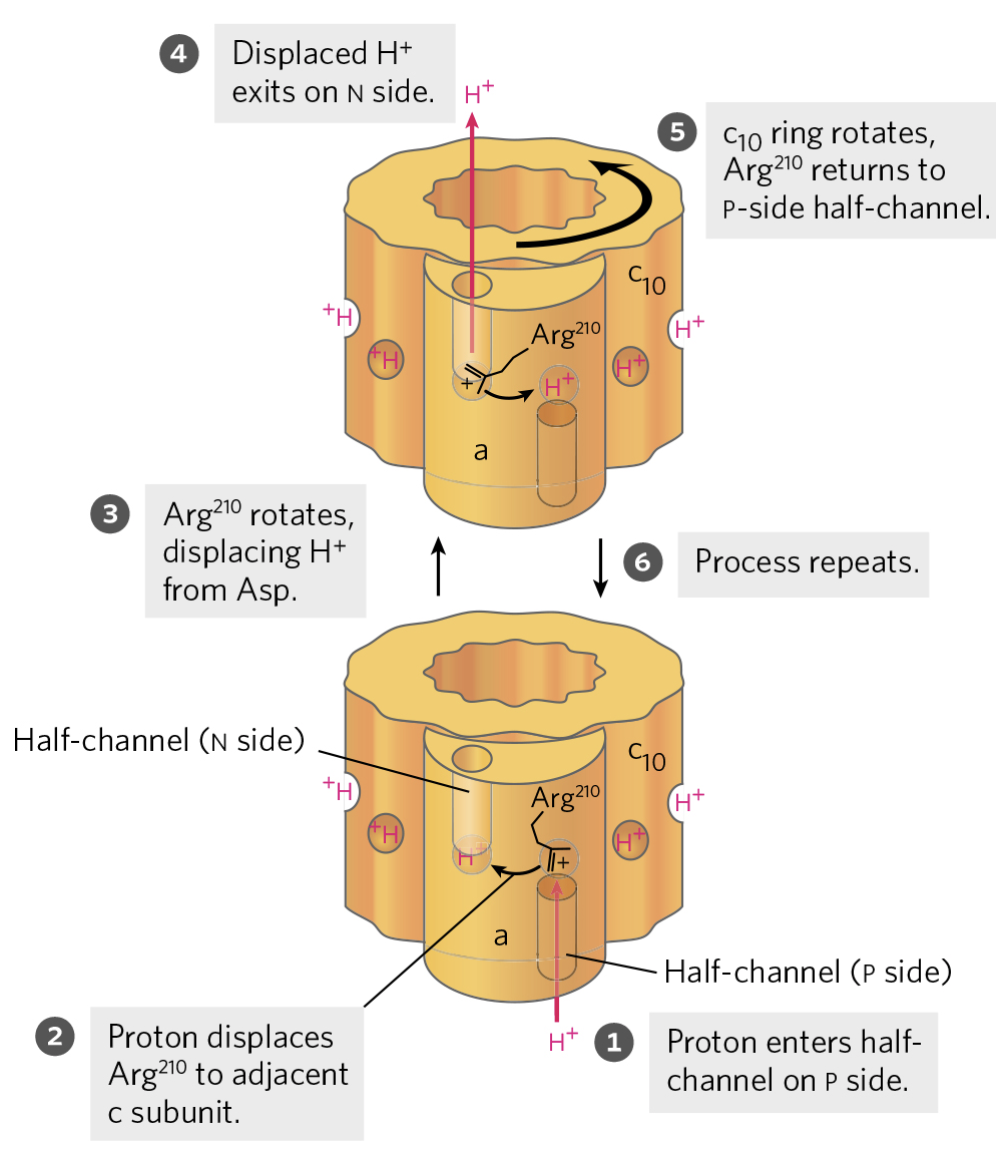 4
Displaced H⁺
exits on N side.
H⁺
5
c₁₀ ring rotates,
Arg²¹⁰ returns to
P-side half-channel.
c₁₀
⁺H
H⁺
Arg²¹⁰
⁺H
H⁺
H⁺
+
a
3
Arg²¹⁰ rotates,
displacing H⁺
from Asp.
6
Process repeats.
Half-channel (N side)
c₁₀
⁺H
H⁺
Arg²¹⁰
⁺H
H⁺
H⁺
+
a
Half-channel (P side)
2
Proton displaces
Arg²¹⁰ to adjacent
c subunit.
H⁺
1
Proton enters half-
channel on P side.